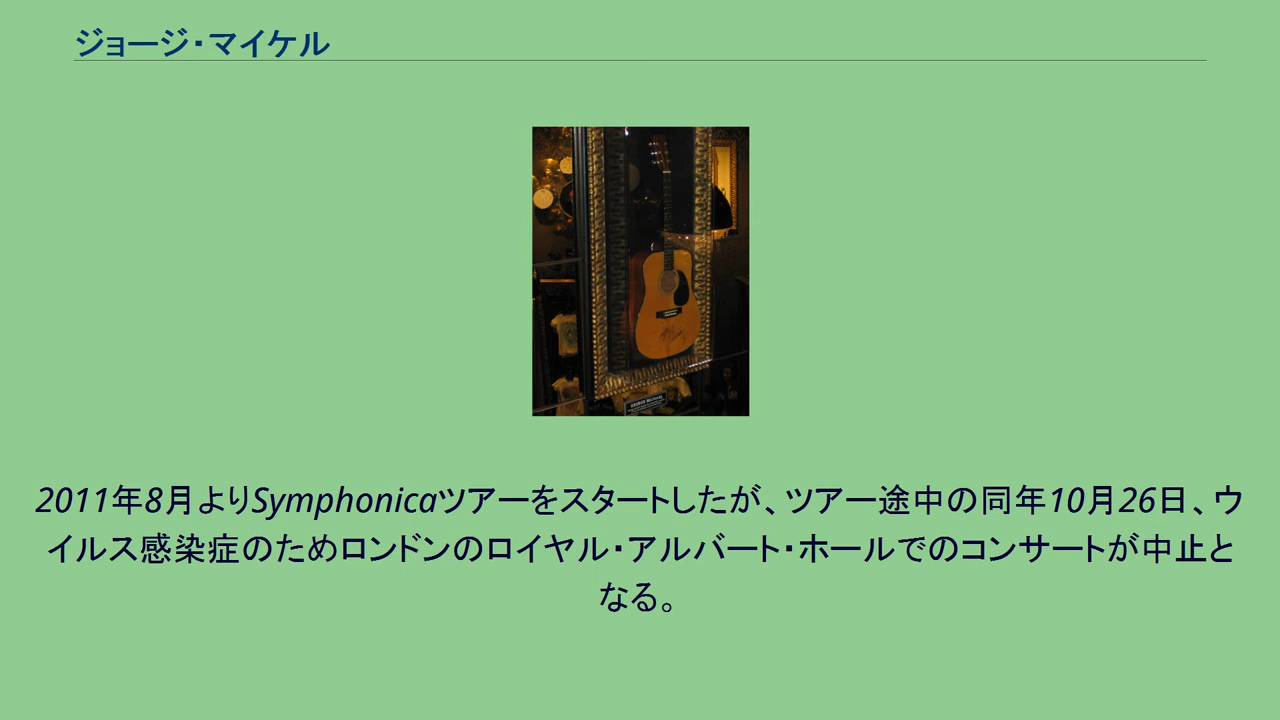 ジョージ・マイケル
GEORGE MICHAEL
2011年8月よりSymphonicaツアーをスタートしたが、ツアー途中の同年10月26日、ウ
イルス感染症のためロンドンのロイヤル・アルバート・ホールでのコンサートが中止と
なる。